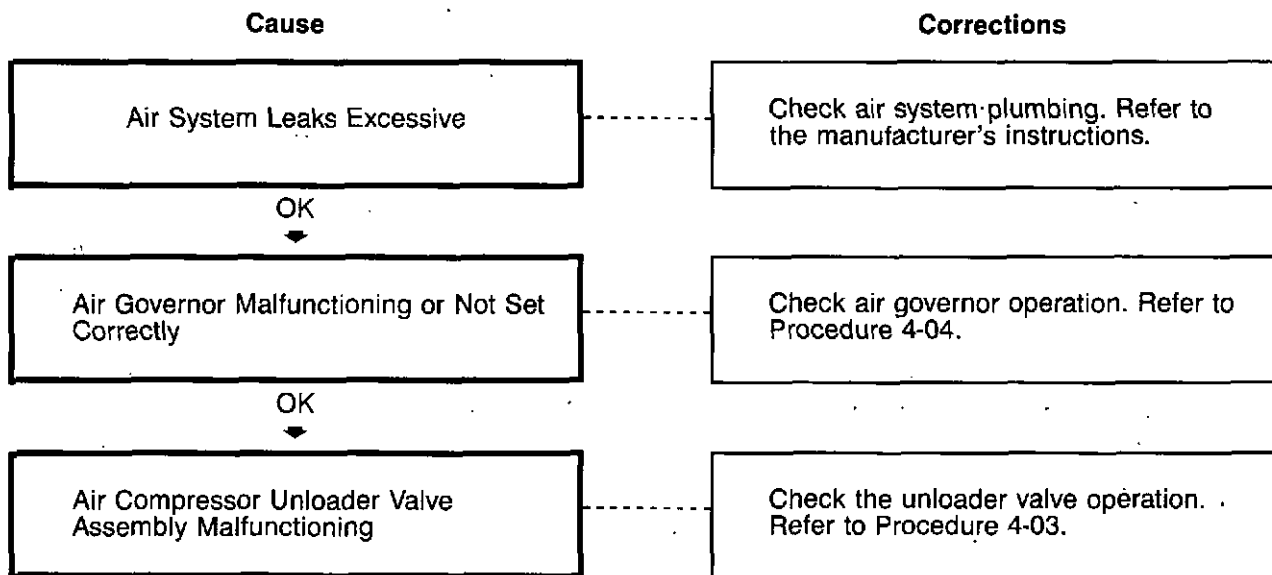 Cause
Corrections
Air System Leaks Excessive
Check air system plumbing. Refer to
the manufacturer's instructions.
OK
Air Governor Malfunctioning or Not Set
Correctly
Check air governor operation. Refer to
Procedure 4-04.
OK
Air Compressor Unloader Valve
Assembly Malfunctioning
Check the unloader valve operation.
Refer to Procedure 4-03.